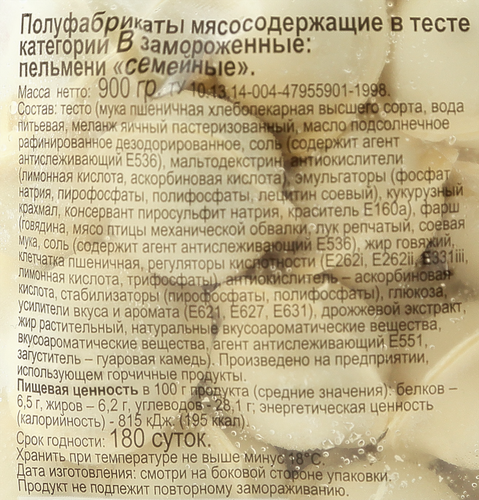 Полуфабрикаты мясосодержащие в тесте
категории В замороженные:
пельмени «семейные».
Масса нетто: 900 гр. ТУ 10.13.14-004-47955901-1998.
Состав: тесто (мука пшеничная хлебопекарная высшего сорта, вода
питьевая, меланж яичный пастеризованный, масло подсолнечное
рафинированное дезодорированное, соль (содержит агент
антислеживающий Е536), мальтодекстрин, антиокислители
(лимонная кислота, аскорбиновая кислота), эмульгаторы (фосфат
натрия, пирофосфаты, полифосфаты, лецитин соевый), кукурузный
крахмал, консервант пиросульфит натрия, краситель Е160а), фарш
(говядина, мясо птицы механической обвалки, лук репчатый, соевая
мука, соль (содержит агент антислеживающий Е536), жир говяжий,
клетчатка пшеничная, регуляторы кислотности (Е262i, Е262ii, Е331iii,
лимонная кислота, трифосфаты, антиокислитель – аскорбиновая
кислота, стабилизаторы (пирофосфаты, полифосфаты), глюкоза,
усилители вкуса и аромата (Е621, Е627, Е631), дрожжевой экстракт,
жир растительный, натуральные вкусоароматические вещества,
вкусоароматические вещества, агент антислеживающий Е551,
загуститель – гуаровая камедь). Произведено на предприятии,
использующем горчичные продукты.
Пищевая ценность в 100 г продукта (средние значения): белков –
6,5 г, жиров – 6,2 г, углеводов - 28,1 г; энергетическая ценность
(калорийность) - 815 кДж. (195 ккал).
Срок годности: 180 суток.
Хранить при температуре не выше минус 18°С.
Дата изготовления: смотри на боковой стороне упаковки.
Продукт не подлежит повторному замораживанию.